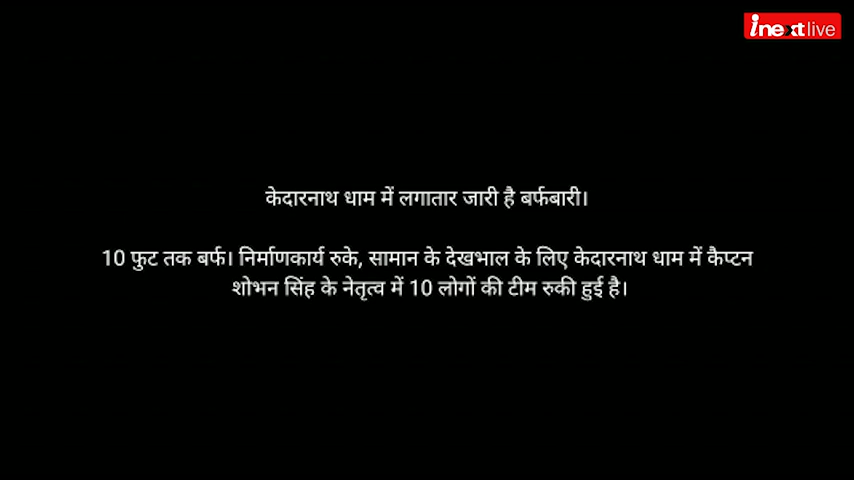 inextlive
केदारनाथ धाम में लगातार जारी है बर्फबारी।
10 फुट तक बर्फ। निर्माणकार्य रुके, सामान के देखभाल के लिए केदारनाथ धाम में कैप्टन
शोभन सिंह के नेतृत्व में 10 लोगों की टीम रुकी हुई है।